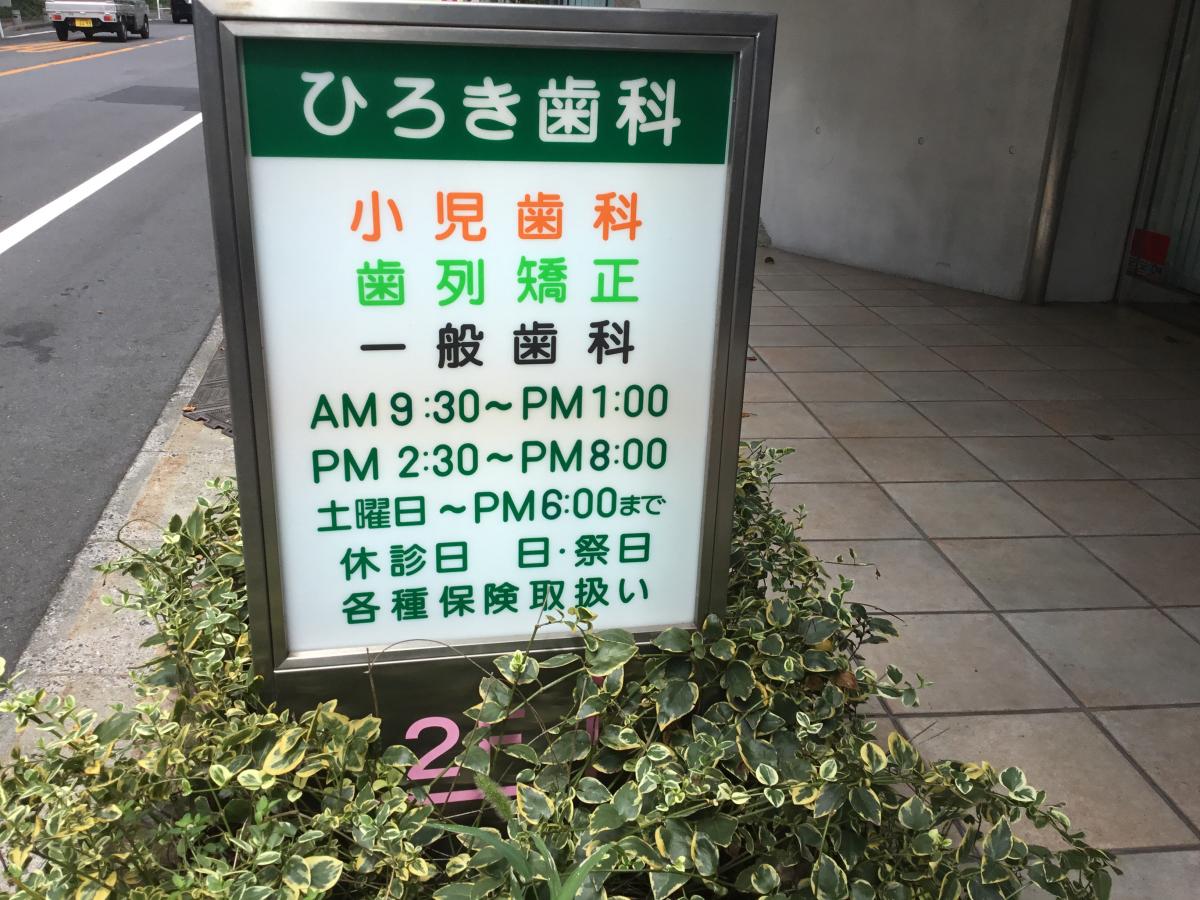 ひろき歯科
小児歯科
歯列矯正
一般歯科
AM 9:30～PM 1:00
PM 2:30～PM 8:00
土曜日～PM 6:00まで
休診日　日・祭日
各種保険取扱い
2F